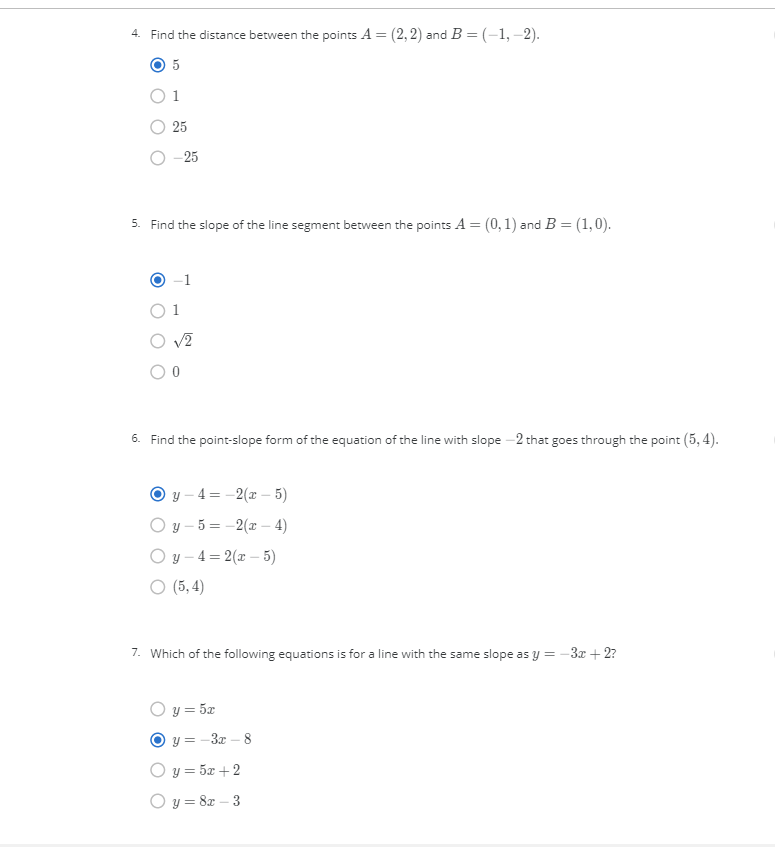 4. Find the distance between the points A = (2, 2) and B = (−1, −2).
5
1
25
−25
5. Find the slope of the line segment between the points A = (0, 1) and B = (1, 0).
−1
1
√2
0
6. Find the point-slope form of the equation of the line with slope −2 that goes through the point (5, 4).
y − 4 = −2(x − 5)
y − 5 = −2(x − 4)
y − 4 = 2(x − 5)
(5, 4)
7. Which of the following equations is for a line with the same slope as y = −3x + 2?
y = 5x
y = −3x − 8
y = 5x + 2
y = 8x − 3